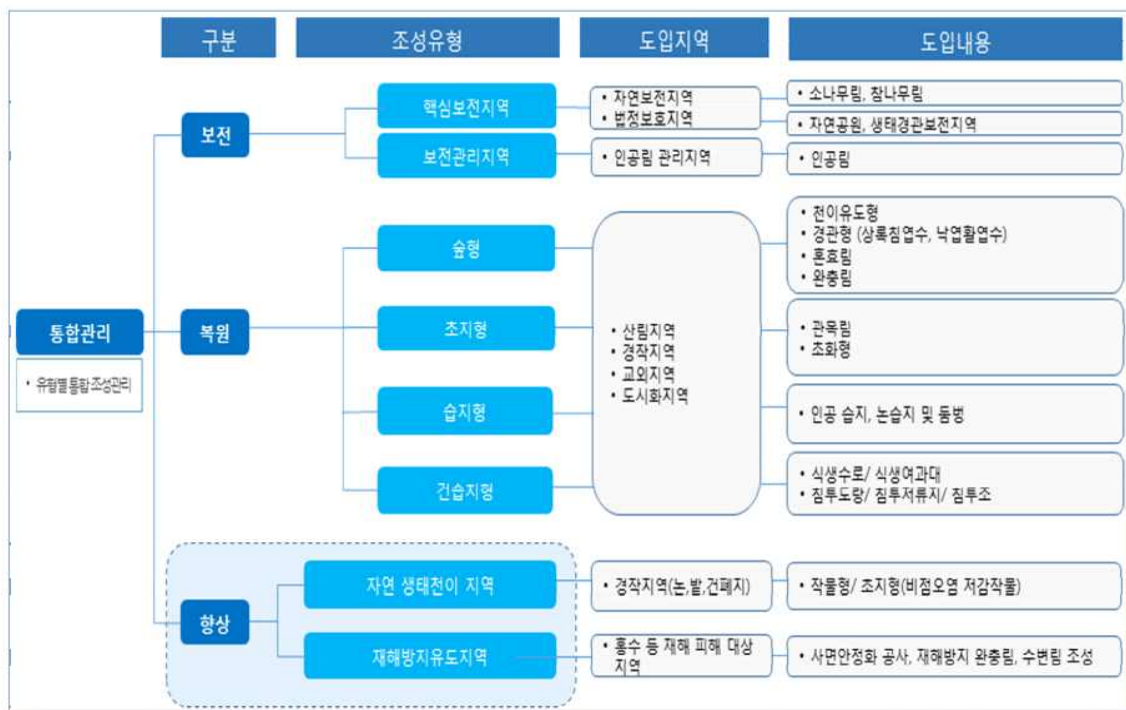 구분
조성유형
도입지역
도입내용
통합관리
• 유형별 통합 조성관리
보전
핵심보전지역
• 자연보전지역
• 법정보호지역
• 소나무림, 참나무림
• 자연공원, 생태경관보전지역
보전관리지역
• 인공림 관리지역
• 인공림
복원
숲형
초지형
습지형
건습지형
• 산림지역
• 경작지역
• 교외지역
• 도시화지역
• 천이유도형
• 경관형 (상록침엽수, 낙엽활엽수)
• 혼효림
• 완충림
• 관목림
• 초화형
• 인공 습지, 논습지 및 둠벙
• 식생수로/ 식생여과대
• 침투도랑/ 침투저류지/ 침투조
향상
자연 생태천이 지역
• 경작지역(논,밭,건폐지)
• 작물형/ 초지형(비점오염 저감작물)
재해방지유도지역
• 홍수 등 재해 피해 대상
지역
• 사면안정화 공사, 재해방지 완충림, 수변림 조성